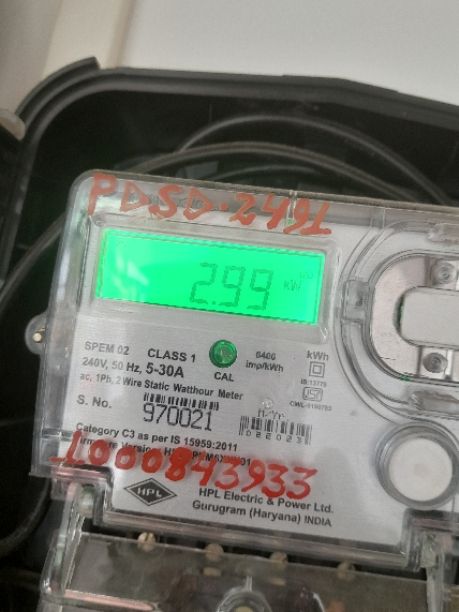 PDSD-249L
2.99 kW
SPEM 02 CLASS 1 6400 imp/kWh kWh
240V, 50 Hz, 5-30A CAL
ac, 1Ph, 2 Wire Static Watthour Meter
S. No. 970021
Category C3 as per IS 15959:2011
L000843933
HPL
HPL Electric & Power Ltd.
Gurugram (Haryana) INDIA